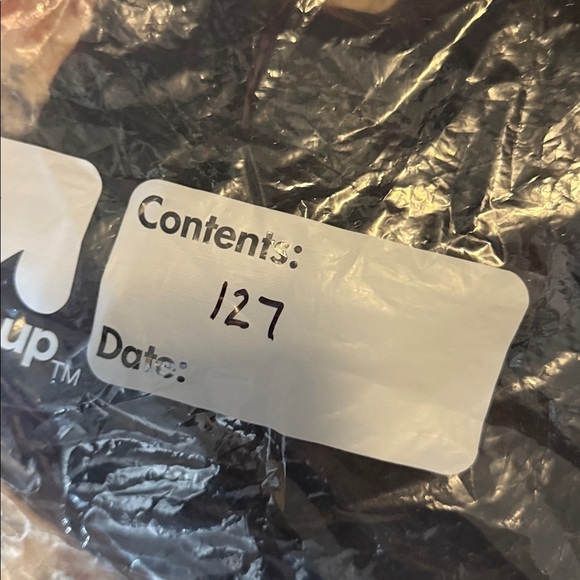 Contents:
127
Date:
up™